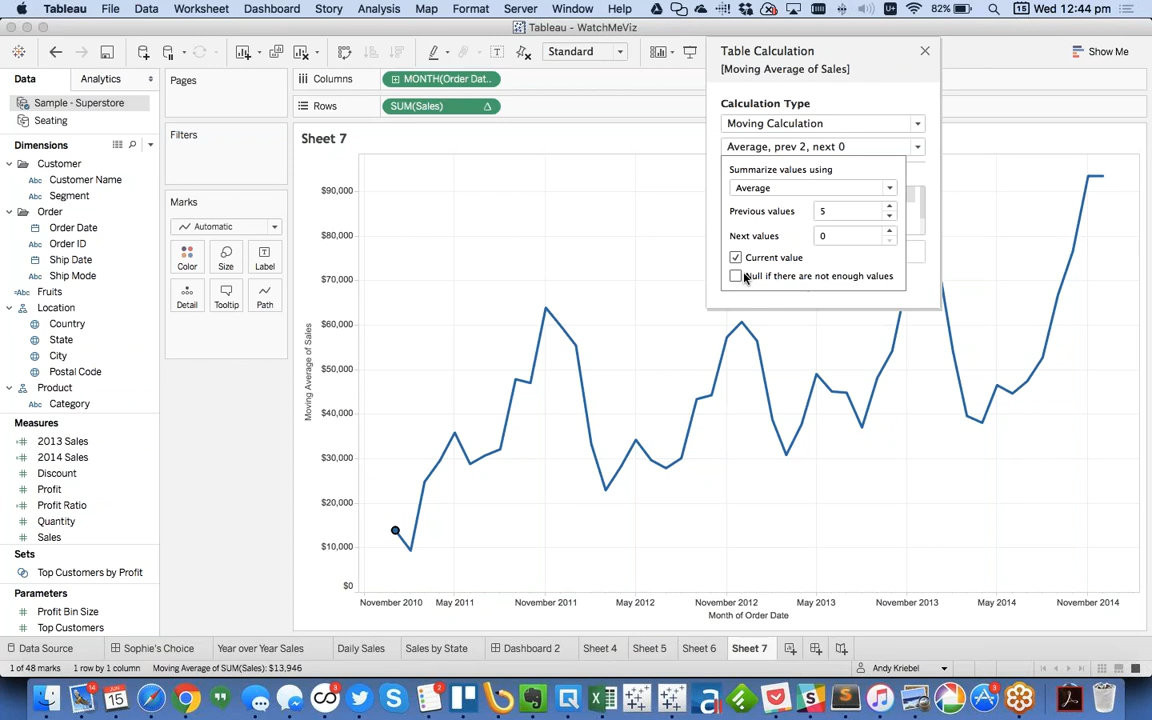 Tableau File Data Worksheet Dashboard Story Analysis Map Format Server Window Help 82% Wed 12:44 pm
Tableau - WatchMeViz
Standard Show Me
Data Analytics
Sample - Superstore
Seating
Dimensions
Customer
Abc Customer Name
Abc Segment
Order
Order Date
Abc Order ID
Ship Date
Abc Ship Mode
Fruits
Location
Country
State
City
Postal Code
Product
Abc Category
Measures
2013 Sales
2014 Sales
Discount
Profit
Profit Ratio
Quantity
Sales
Sets
Top Customers by Profit
Parameters
Profit Bin Size
Top Customers
Pages
Filters
Marks
Automatic
Color Size Label
Detail Tooltip Path
Columns MONTH(Order Dat..
Rows SUM(Sales)
Sheet 7
Moving Average of Sales
$90,000
$80,000
$70,000
$60,000
$50,000
$40,000
$30,000
$20,000
$10,000
$0
November 2010 May 2011 November 2011 May 2012 November 2012 May 2013 November 2013 May 2014 November 2014
Month of Order Date
Table Calculation
[Moving Average of Sales]
Calculation Type
Moving Calculation
Average, prev 2, next 0
Summarize values using
Average
Previous values 5
Next values 0
Current value
Null if there are not enough values
Data Source Sophie's Choice Year over Year Sales Daily Sales Sales by State Dashboard 2 Sheet 4 Sheet 5 Sheet 6 Sheet 7
1 of 48 marks 1 row by 1 column Moving Average of SUM(Sales): $13,946 Andy Kriebel